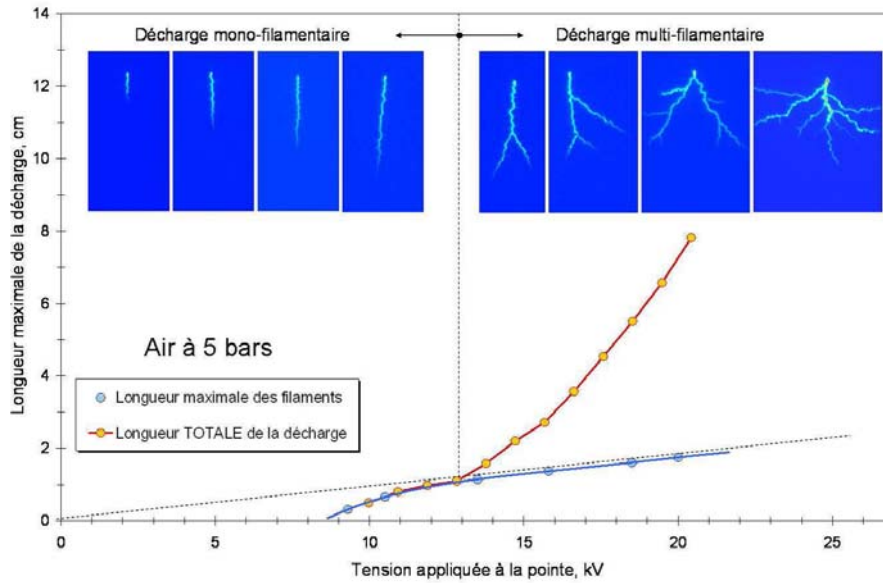 14
Décharge mono-filamentaire
Décharge multi-filamentaire
12
10
8
6
4
2
0
Longueur maximale de la décharge, cm
Air à 5 bars
Longueur maximale des filaments
Longueur TOTALE de la décharge
0 5 10 15 20 25
Tension appliquée à la pointe, kV